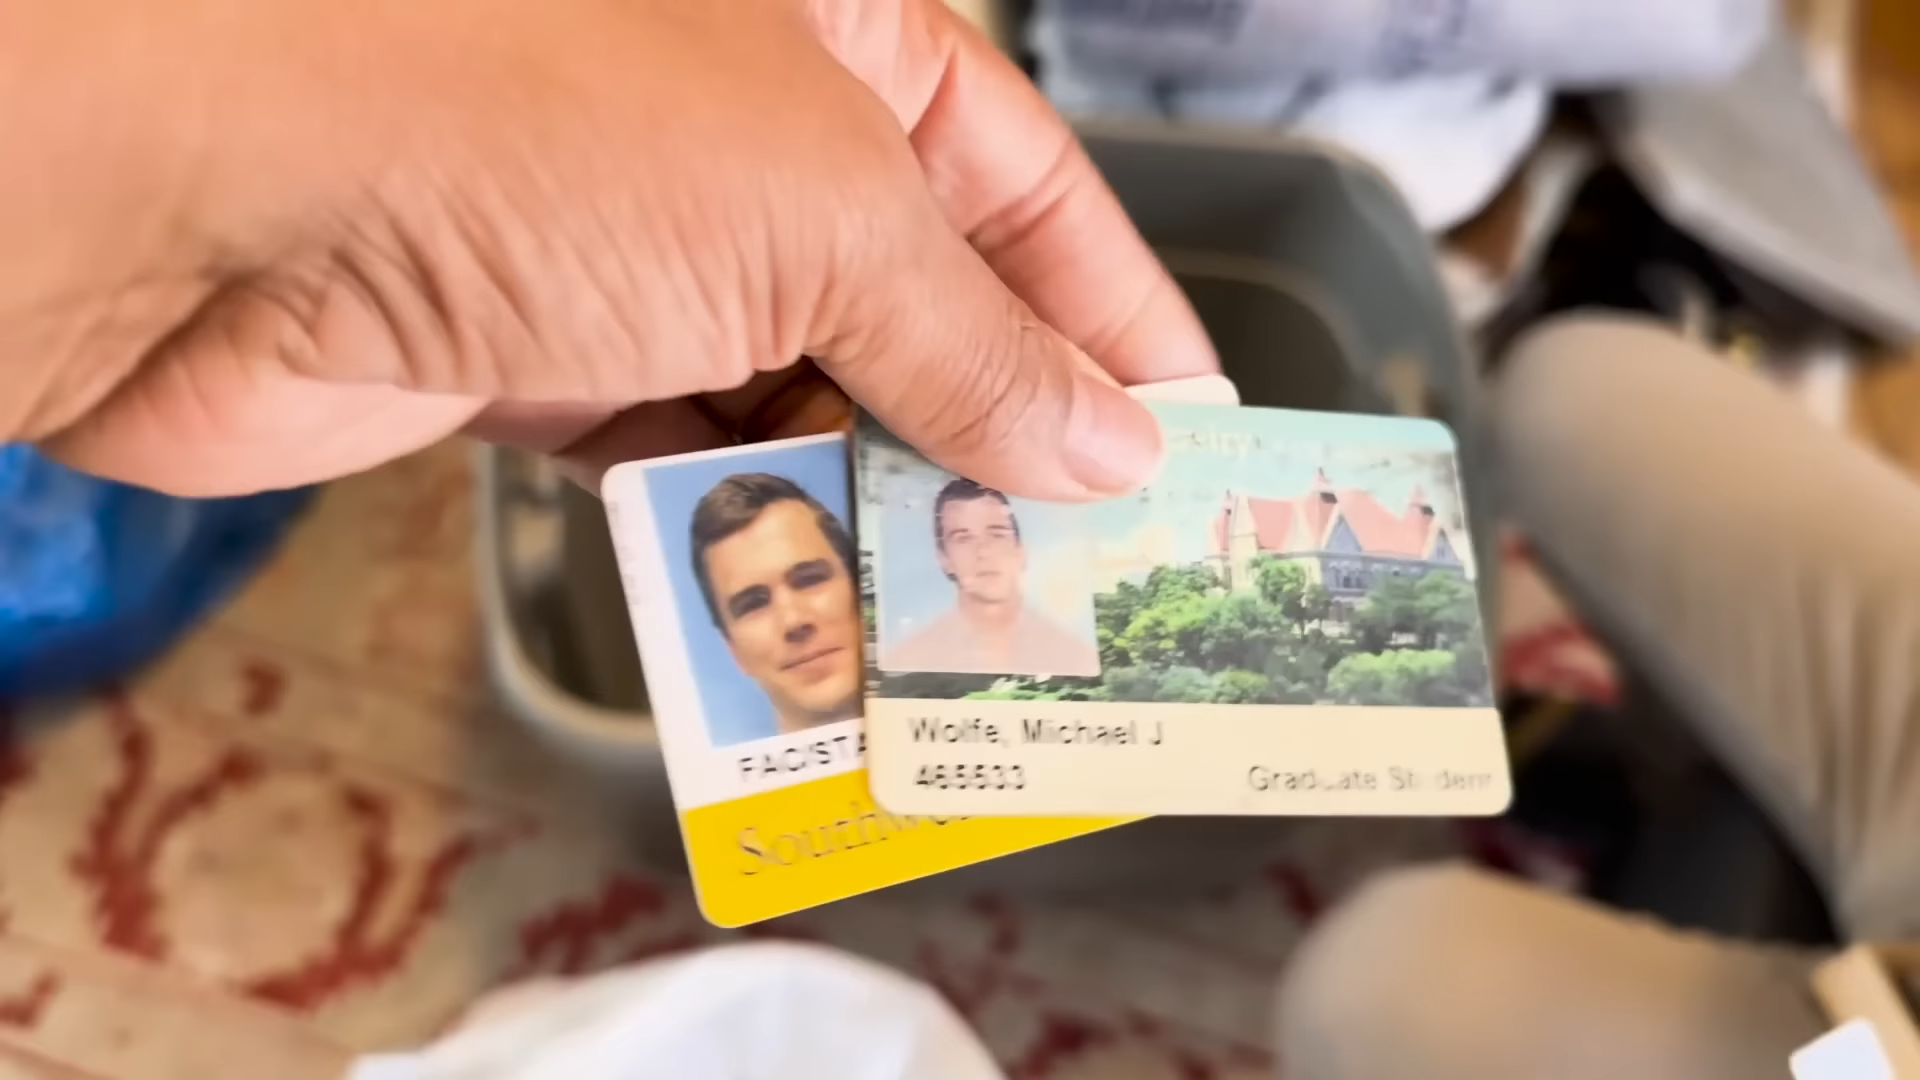 Wolfe, Michael J
465533
Graduate Student
FAC/STA
Southwe